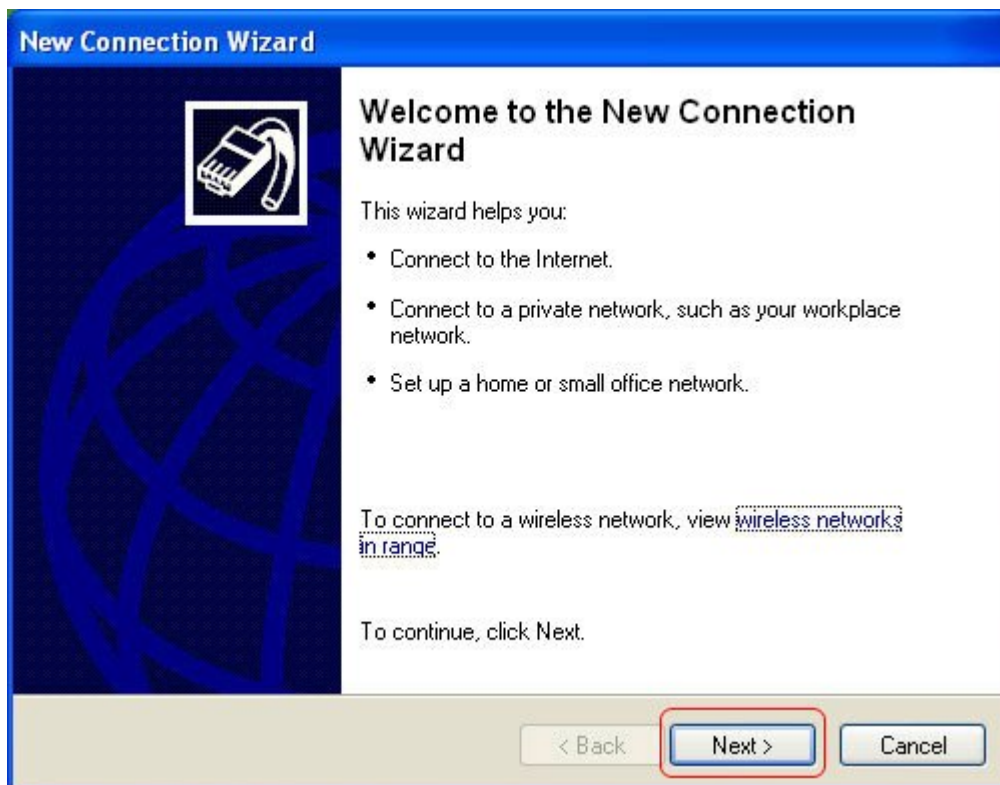 New Connection Wizard
Welcome to the New Connection
Wizard
This wizard helps you:
• Connect to the Internet.
• Connect to a private network, such as your workplace
network.
• Set up a home or small office network.
To connect to a wireless network, view wireless networks
in range.
To continue, click Next.
< Back
Next >
Cancel